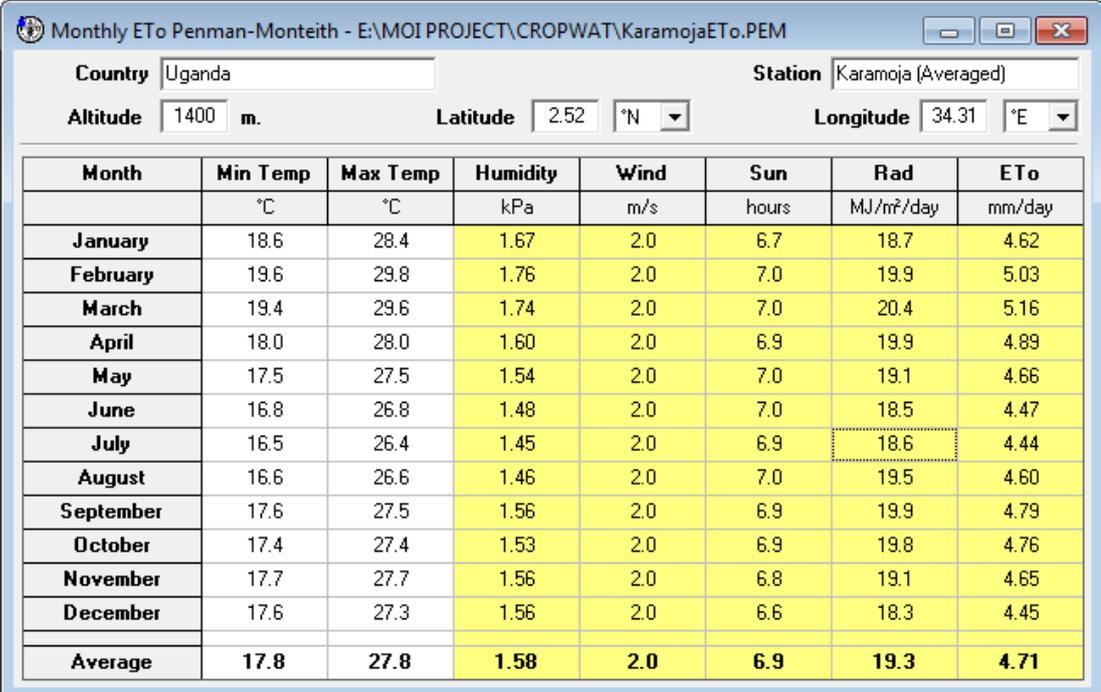 Monthly ETo Penman-Monteith - E:\MOI PROJECT\CROPWAT\KaramojaETo.PEM
Country Uganda Station Karamoja (Averaged)
Altitude 1400 m. Latitude 2.52 °N Longitude 34.31 °E
Month Min Temp Max Temp Humidity Wind Sun Rad ETo
°C °C kPa m/s hours MJ/m²/day mm/day
January 18.6 28.4 1.67 2.0 6.7 18.7 4.62
February 19.6 29.8 1.76 2.0 7.0 19.9 5.03
March 19.4 29.6 1.74 2.0 7.0 20.4 5.16
April 18.0 28.0 1.60 2.0 6.9 19.9 4.89
May 17.5 27.5 1.54 2.0 7.0 19.1 4.66
June 16.8 26.8 1.48 2.0 7.0 18.5 4.47
July 16.5 26.4 1.45 2.0 6.9 18.6 4.44
August 16.6 26.6 1.46 2.0 7.0 19.5 4.60
September 17.6 27.5 1.56 2.0 6.9 19.9 4.79
October 17.4 27.4 1.53 2.0 6.9 19.8 4.76
November 17.7 27.7 1.56 2.0 6.8 19.1 4.65
December 17.6 27.3 1.56 2.0 6.6 18.3 4.45
Average 17.8 27.8 1.58 2.0 6.9 19.3 4.71